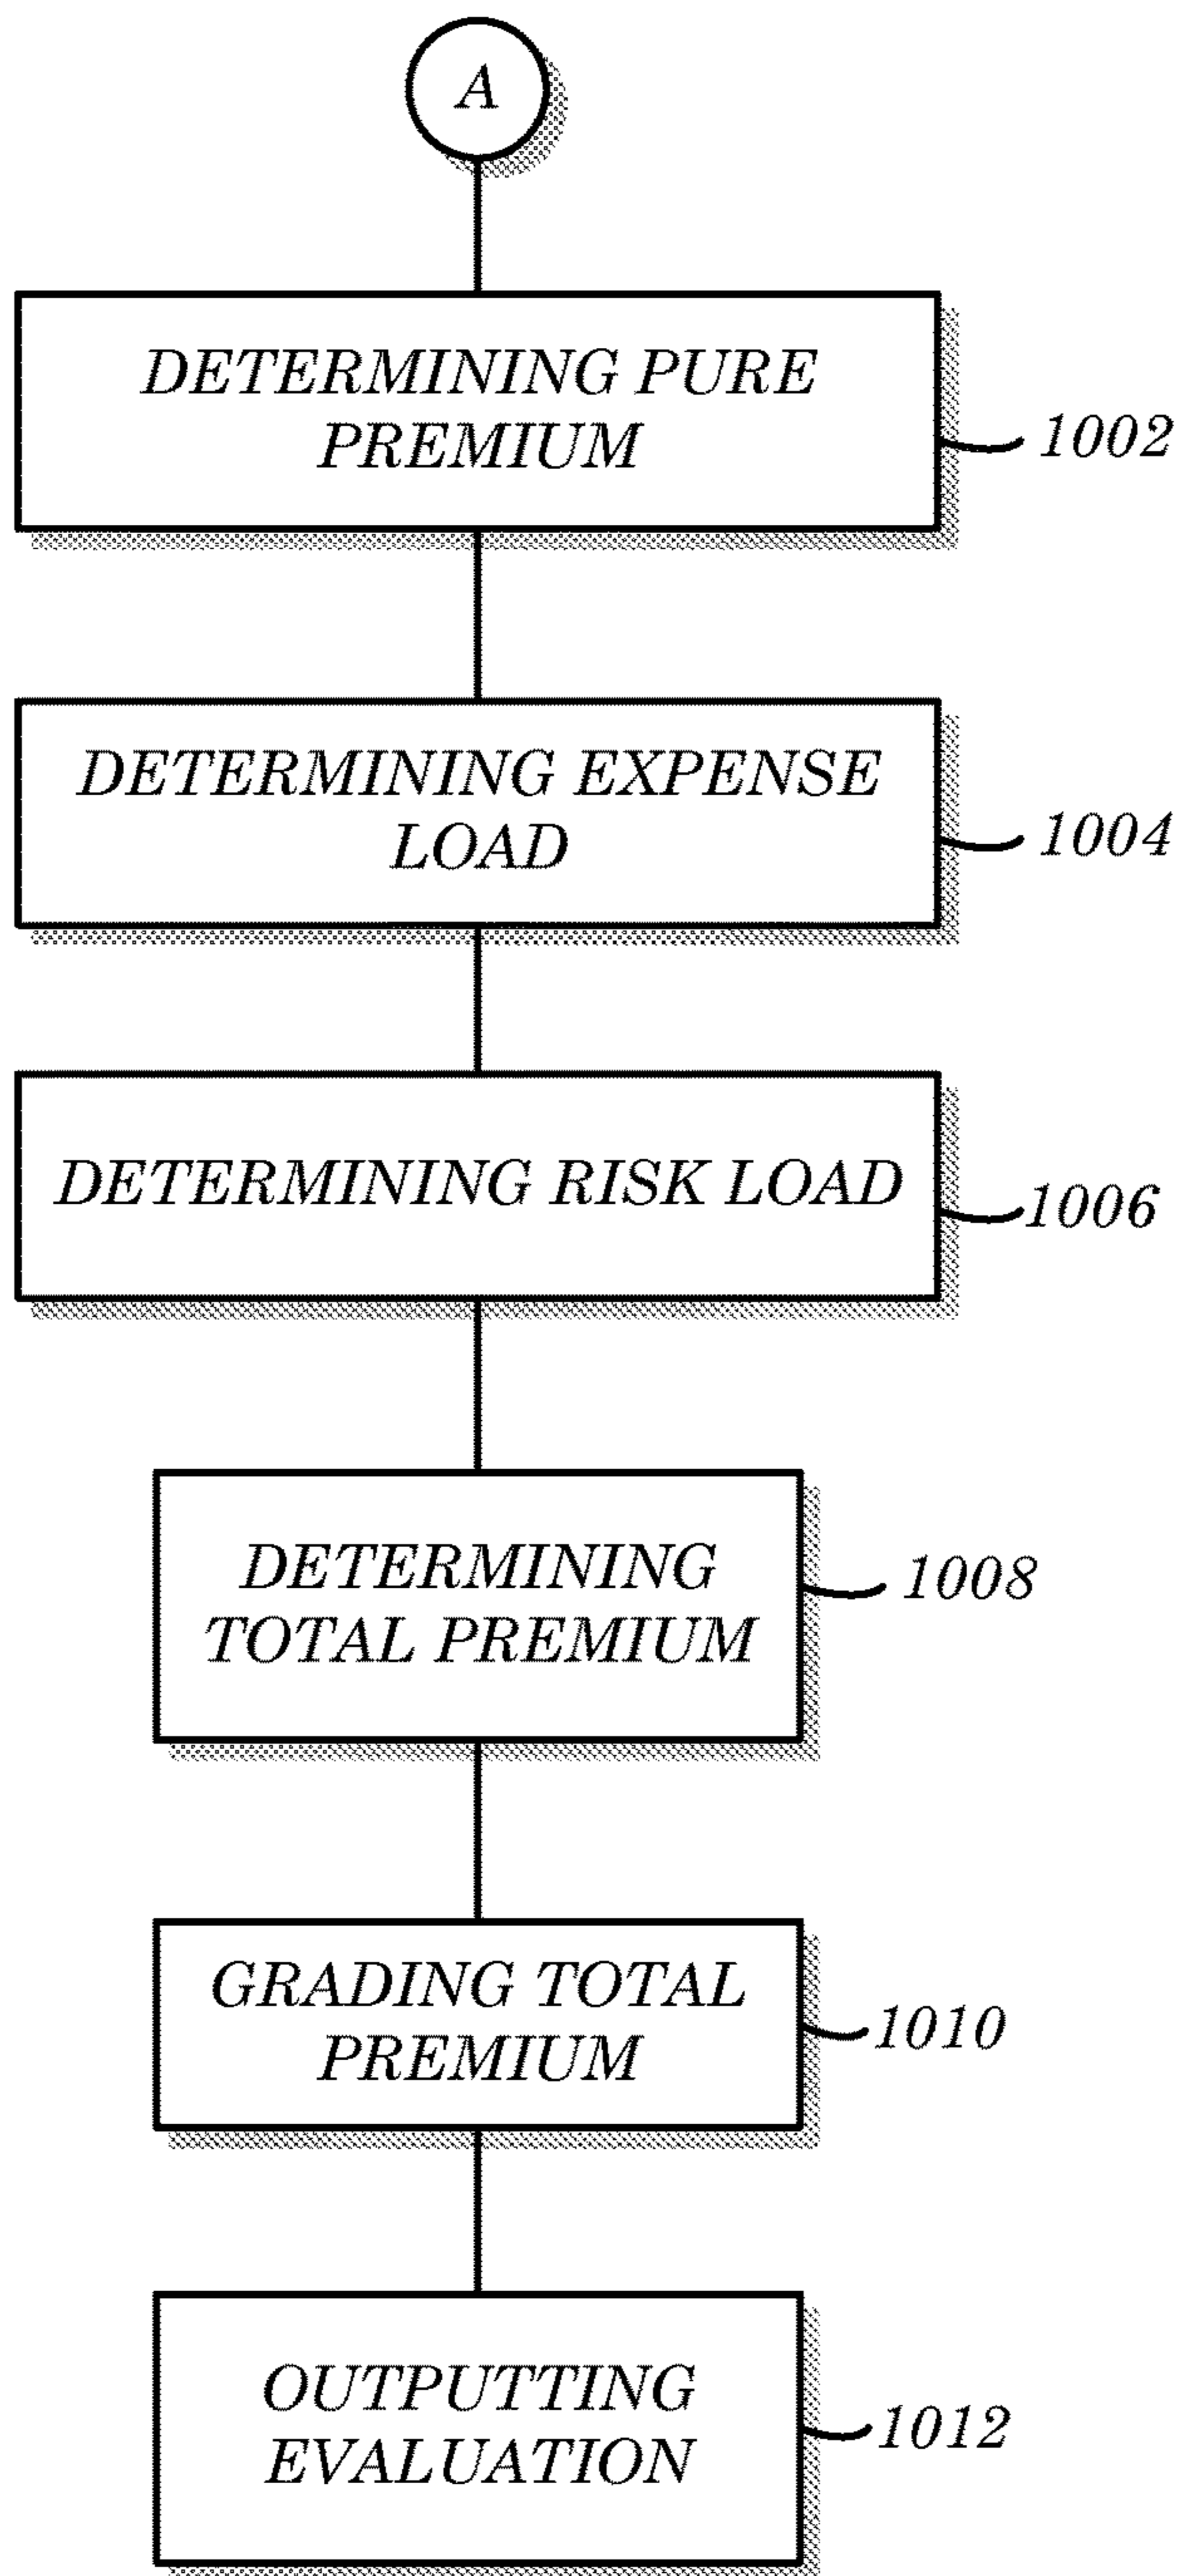 A
DETERMINING PURE
PREMIUM
1002
DETERMINING EXPENSE
LOAD
1004
DETERMINING RISK LOAD
1006
DETERMINING
TOTAL PREMIUM
1008
GRADING TOTAL
PREMIUM
1010
OUTPUTTING
EVALUATION
1012